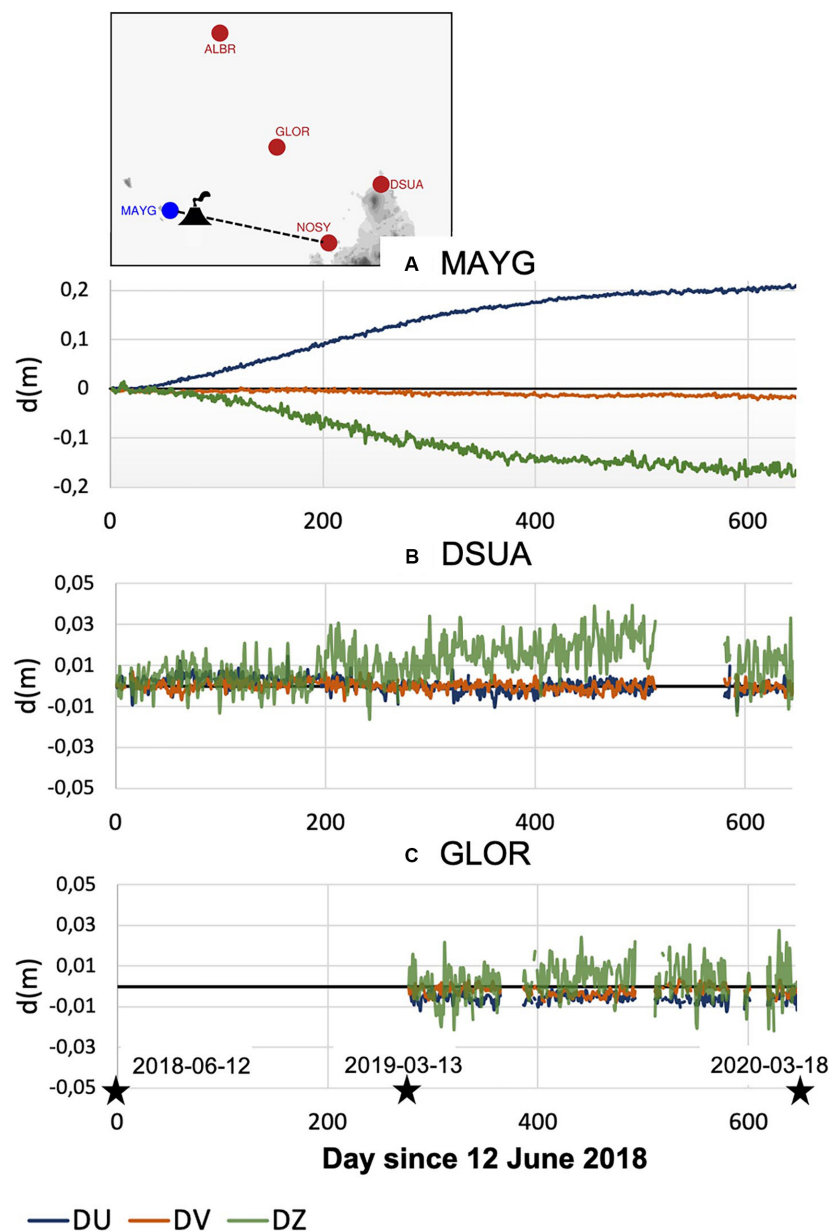 ALBR
GLOR
DSUA
MAYG
NOSY
A MAYG
0,2
0,1
0
-0,1
-0,2
d(m)
0 200 400 600
B DSUA
0,05
0,03
0,01
-0,01
-0,03
-0,05
d(m)
0 200 400 600
C GLOR
0,05
0,03
0,01
-0,01
-0,03
-0,05
d(m)
2018-06-12 2019-03-13 2020-03-18
0 200 400 600
Day since 12 June 2018
DU DV DZ